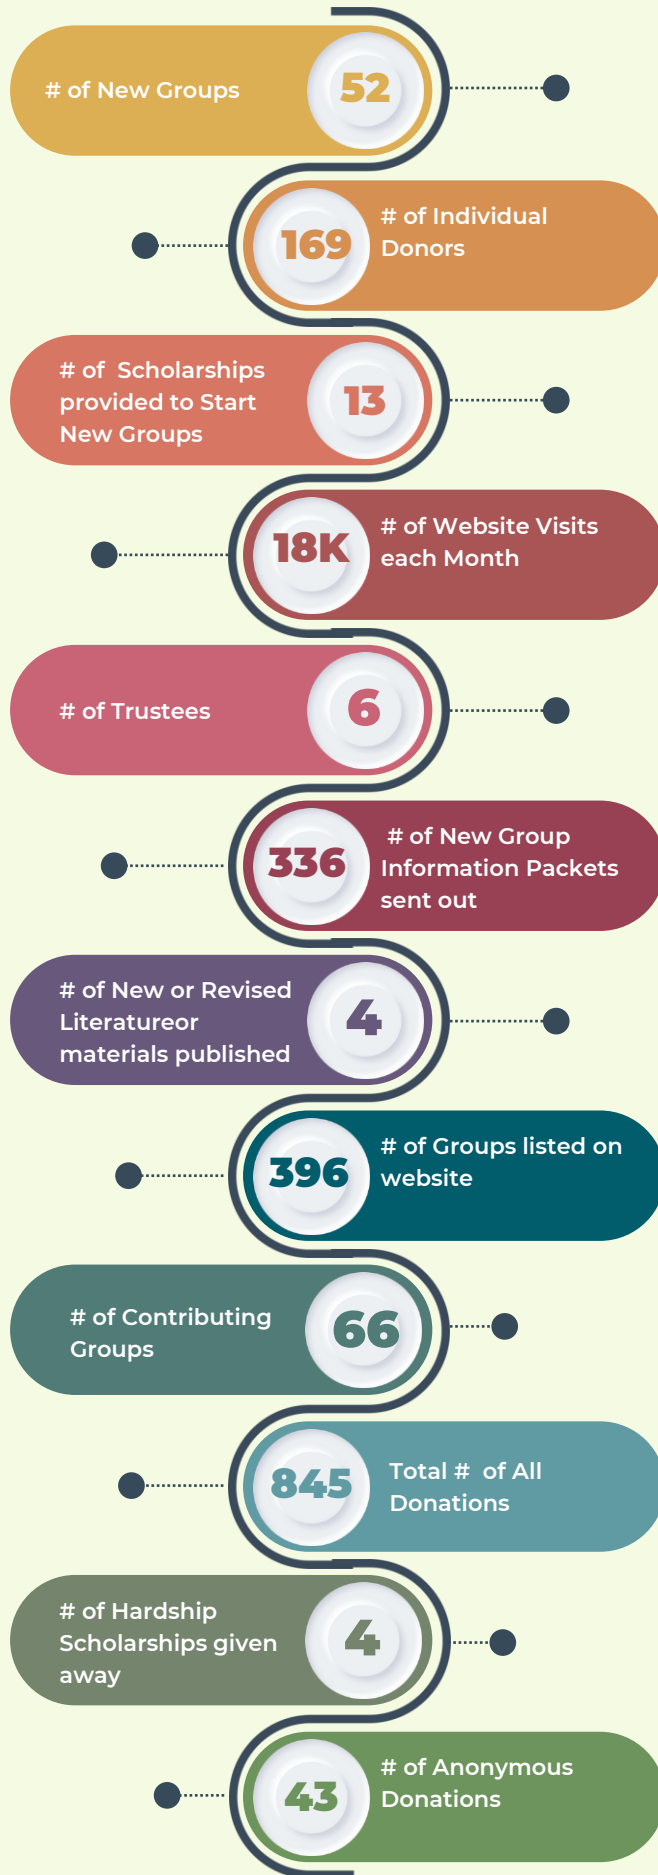 # of New Groups
52
169
# of Individual
Donors
# of  Scholarships
provided to Start
New Groups
13
18K
# of Website Visits
each Month
# of Trustees
6
336
# of New Group
Information Packets
sent out
# of New or Revised
Literatureor
materials published
4
396
# of Groups listed on
website
# of Contributing
Groups
66
845
Total #  of All
Donations
# of Hardship
Scholarships given
away
4
43
# of Anonymous
Donations